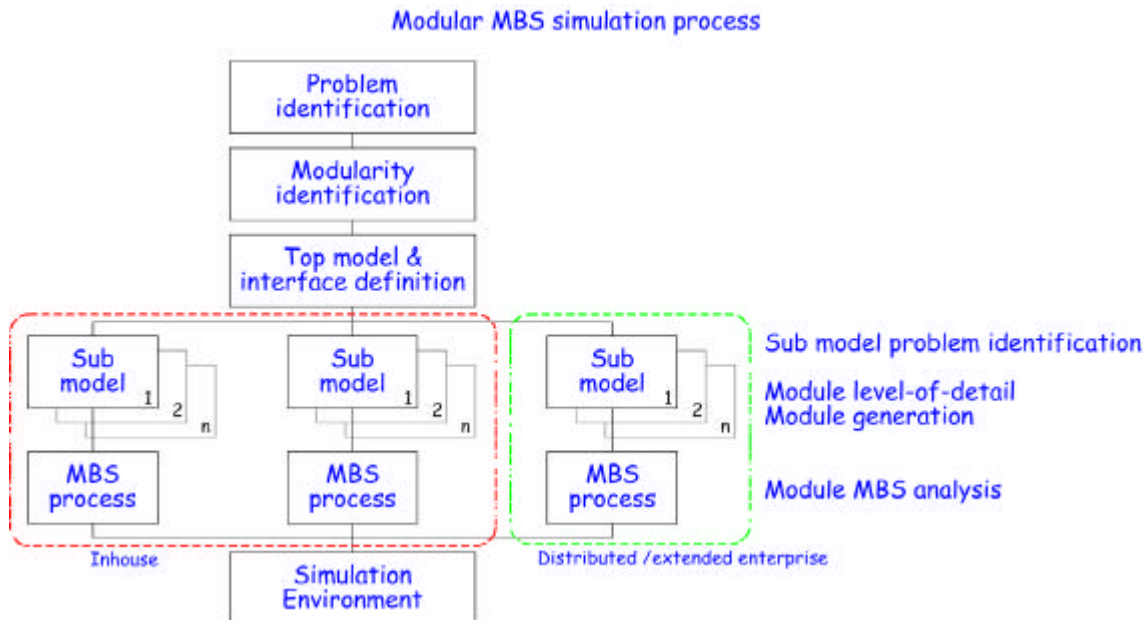 Modular MBS simulation process
Problem
identification
Modularity
identification
Top model &
interface definition
Sub
model
1
2
n
Sub
model
1
2
n
Sub
model
1
2
n
Sub model problem identification
Module level-of-detail
Module generation
MBS
process
MBS
process
MBS
process
Module MBS analysis
Inhouse
Distributed /extended enterprise
Simulation
Environment